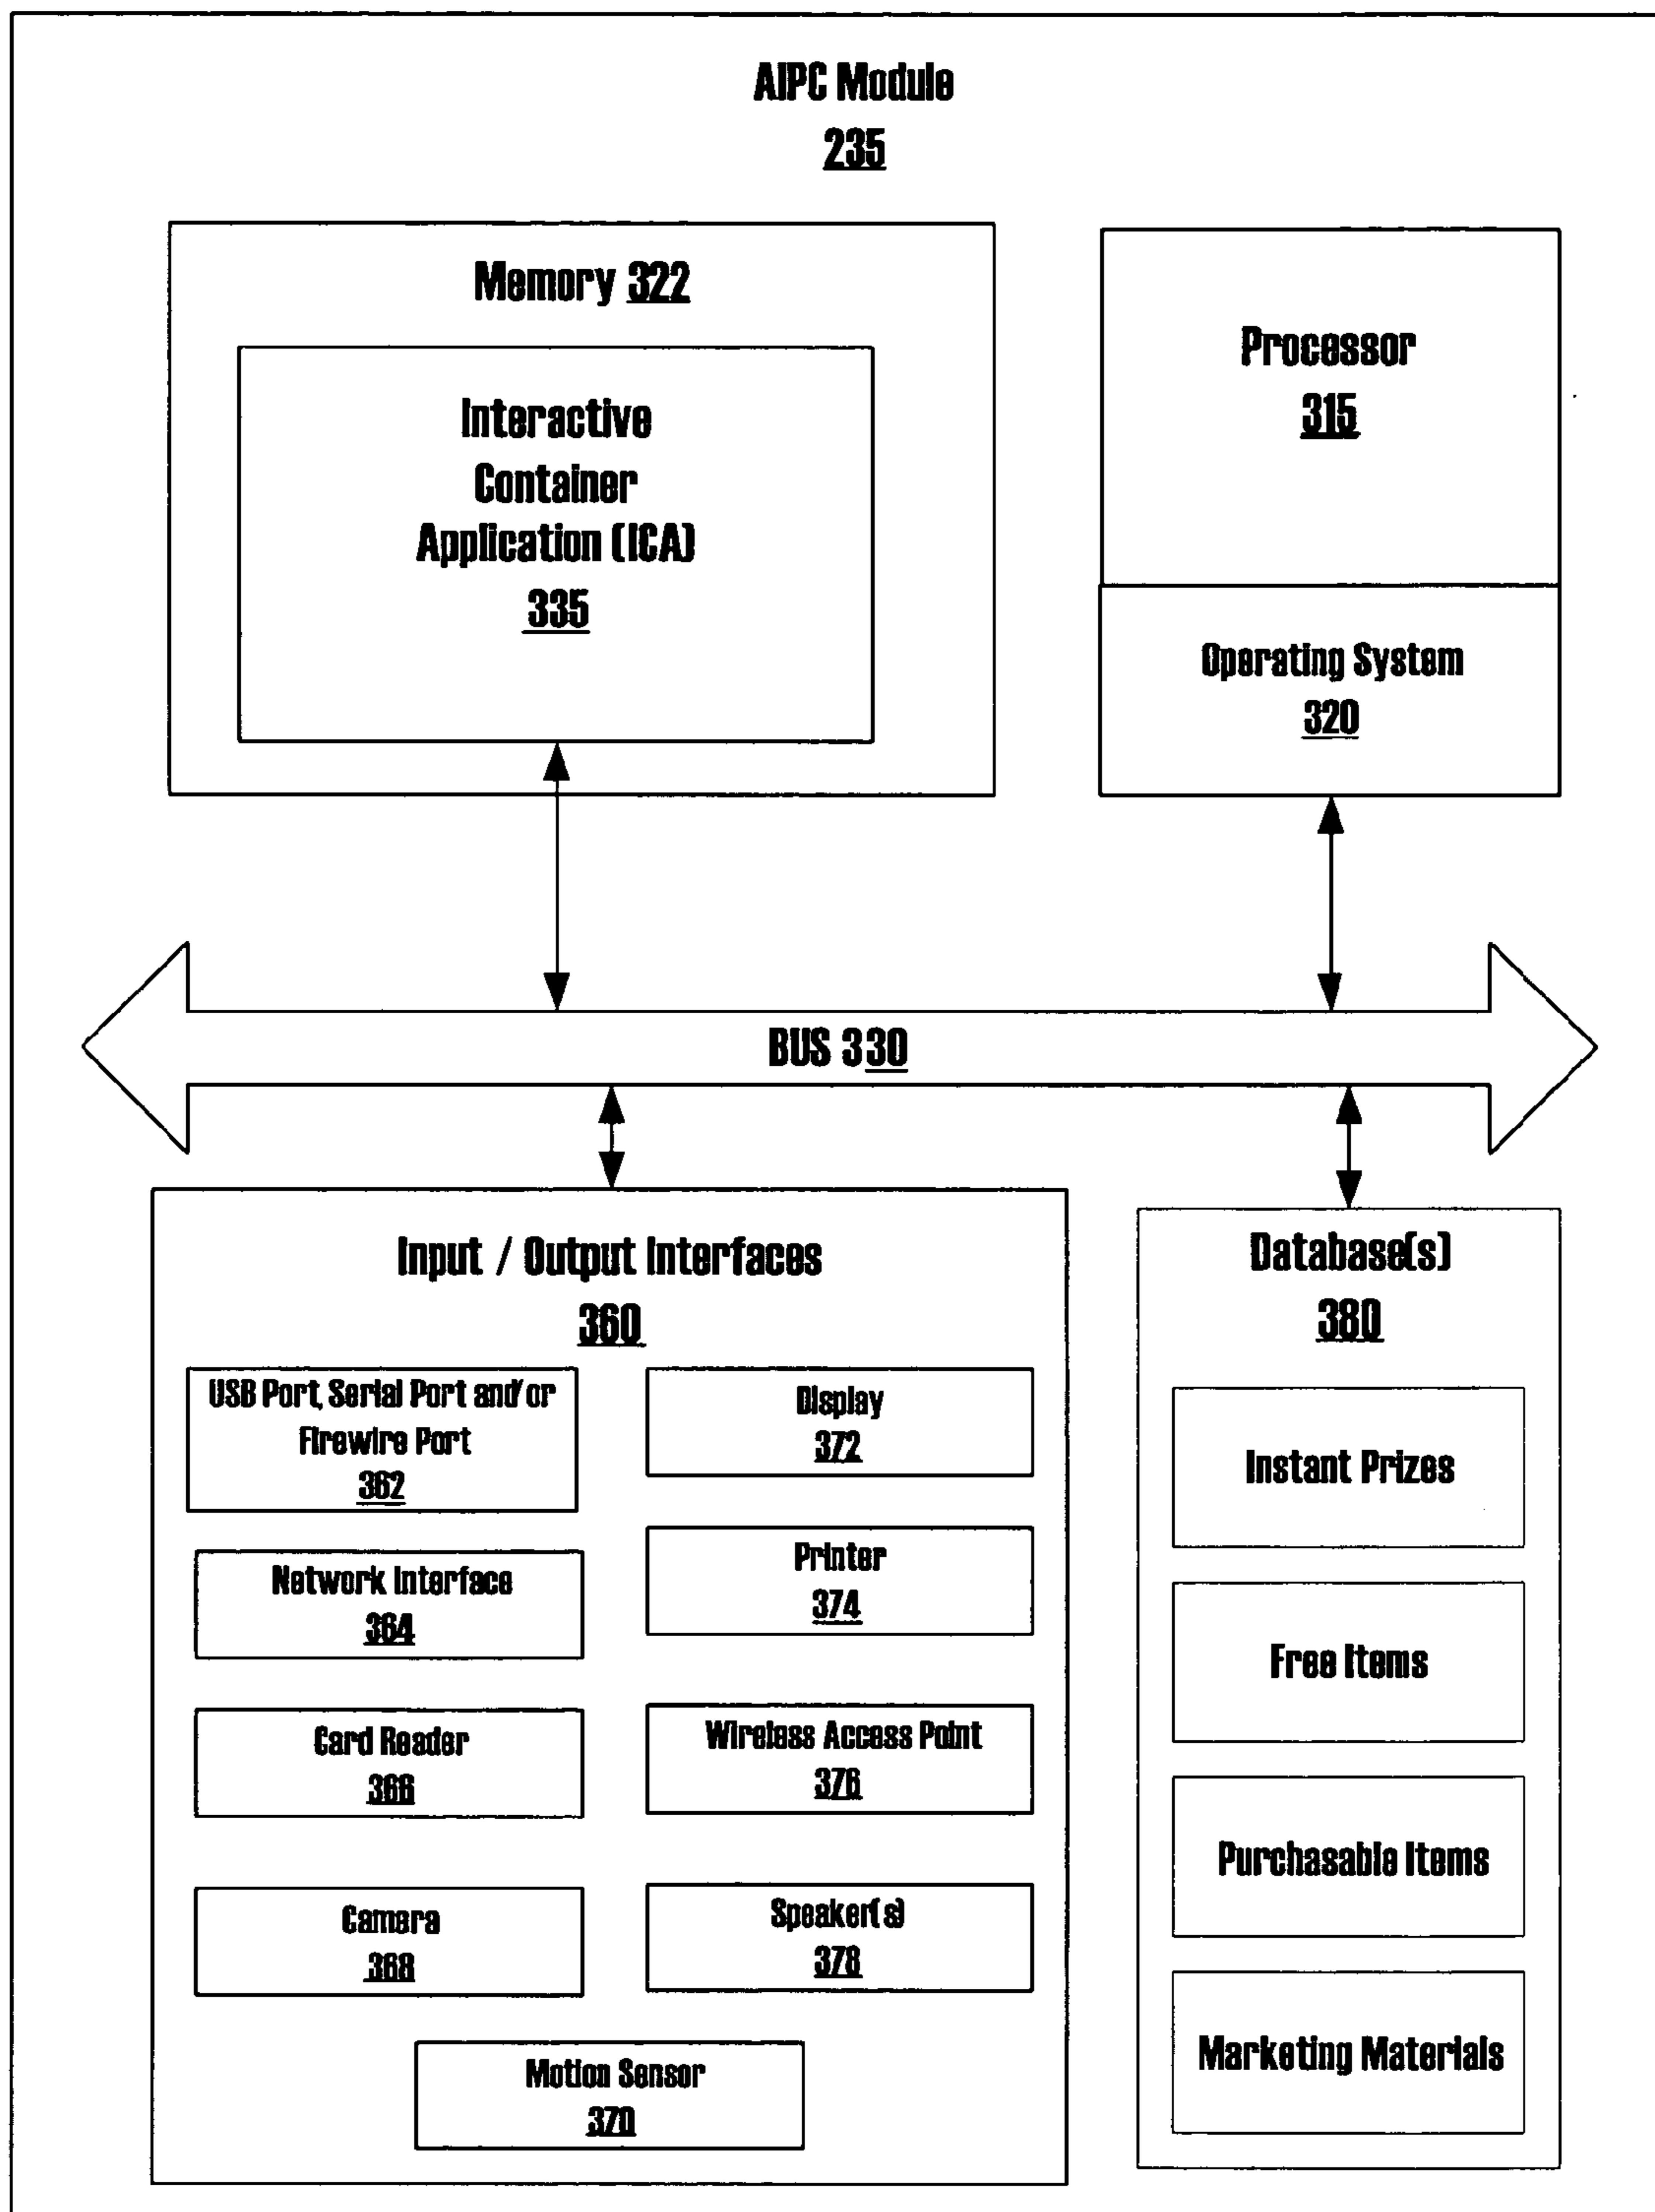 AIPC Module
235
Memory 322
Interactive
Container
Application (ICA)
335
Processor
315
Operating System
320
BUS 330
Input / Output Interfaces
360
USB Port, Serial Port and/or
Firewire Port
362
Network Interface
364
Card Reader
366
Camera
368
Display
372
Printer
374
Wireless Access Point
376
Speaker(s)
378
Motion Sensor
370
Database(s)
380
Instant Prizes
Free Items
Purchasable Items
Marketing Materials